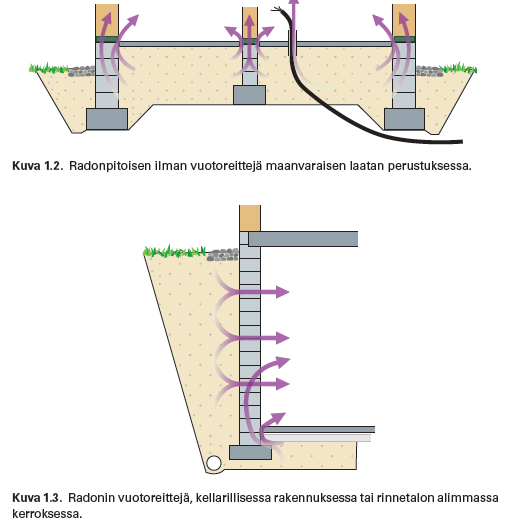 Kuva 1.2. Radonpitoisen ilman vuotoreittejä maanvaraisen laatan perustuksessa.
Kuva 1.3. Radonin vuotoreittejä, kellarillisessa rakennuksessa tai rinnetalon alimmassa
kerroksessa.